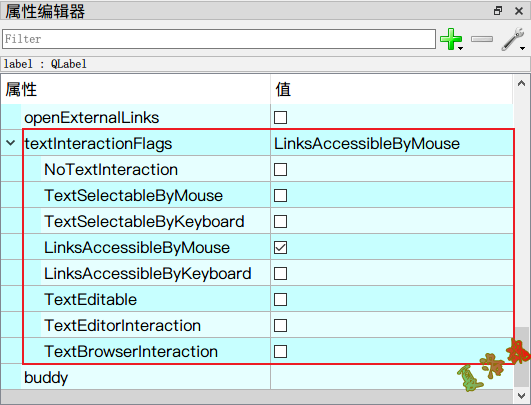 属性编辑器
Filter
label : QLabel
属性 值
openExternalLinks
textInteractionFlags LinksAccessibleByMouse
NoTextInteraction
TextSelectableByMouse
TextSelectableByKeyboard
LinksAccessibleByMouse
LinksAccessibleByKeyboard
TextEditable
TextEditorInteraction
TextBrowserInteraction
buddy